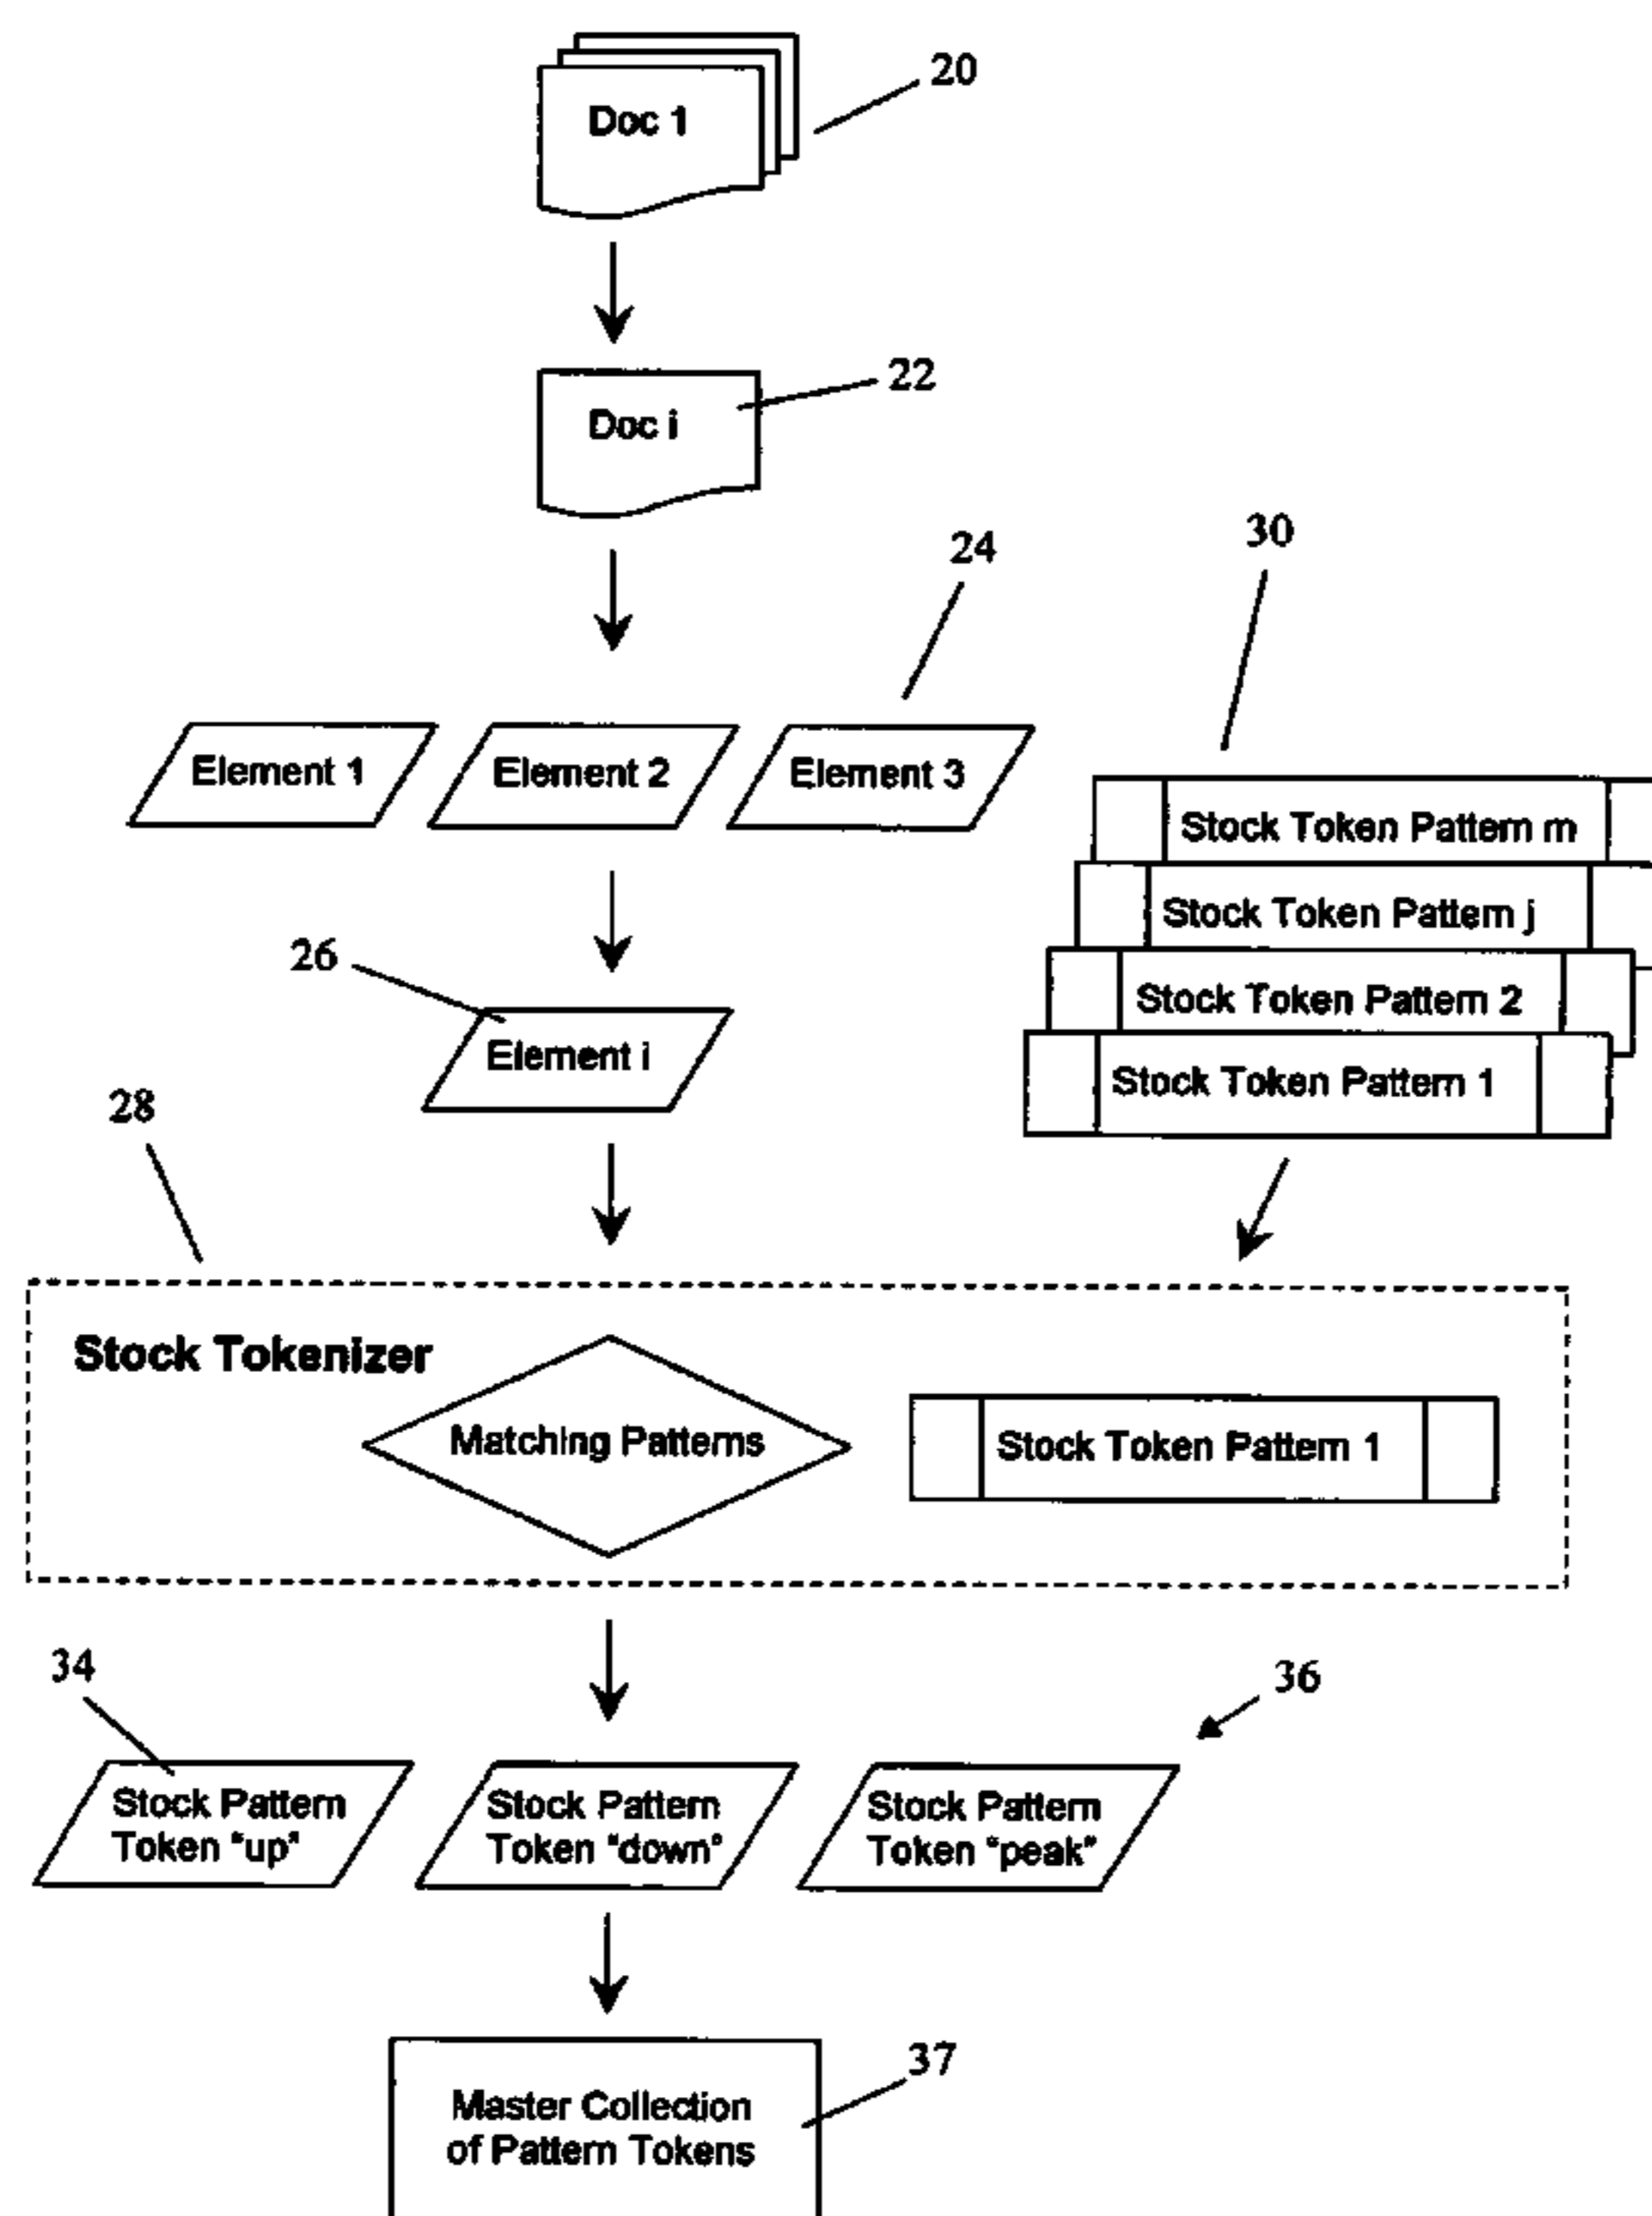 20
Doc 1
22
Doc i
24
30
Element 1
Element 2
Element 3
Stock Token Pattern m
Stock Token Pattern j
26
Stock Token Pattern 2
Element i
Stock Token Pattern 1
28
Stock Tokenizer
Matching Patterns
Stock Token Pattern 1
34
36
Stock Pattern
Token "up"
Stock Pattern
Token "down"
Stock Pattern
Token "peak"
37
Master Collection
of Pattern Tokens